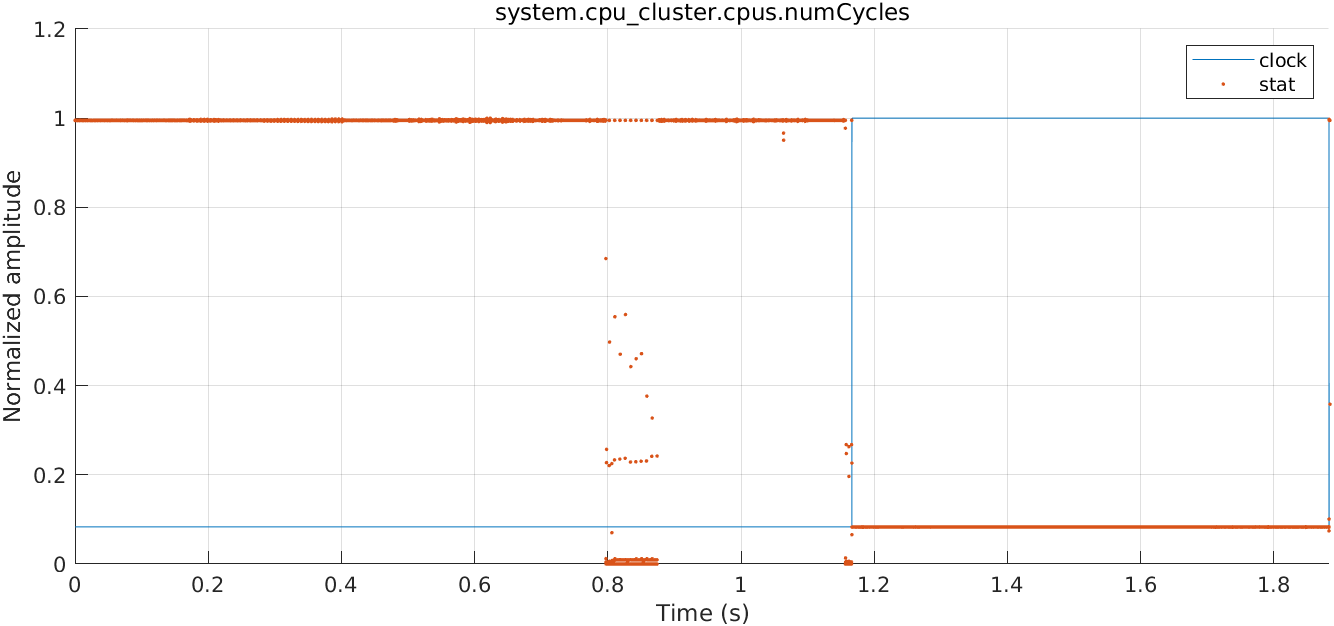 system.cpu_cluster.cpus.numCycles
1.2
1
0.8
0.6
0.4
0.2
0
Normalized amplitude
clock
stat
0 0.2 0.4 0.6 0.8 1 1.2 1.4 1.6 1.8
Time (s)